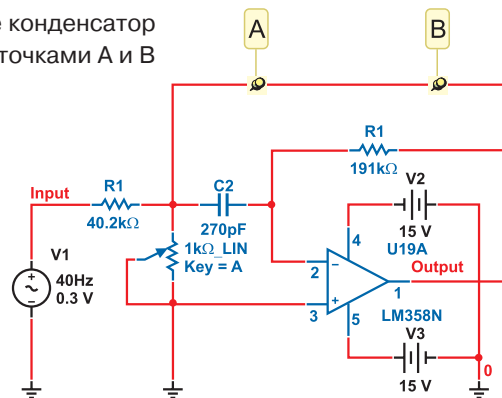 е конденсатор
точками А и В
A
B
R1
191kΩ
Input
R1
40.2kΩ
C2
270pF
V2
15 V
V1
40Hz
0.3 V
1kΩ_LIN
Key = A
4
U19A
2
3
1
Output
5
LM358N
V3
15 V
0